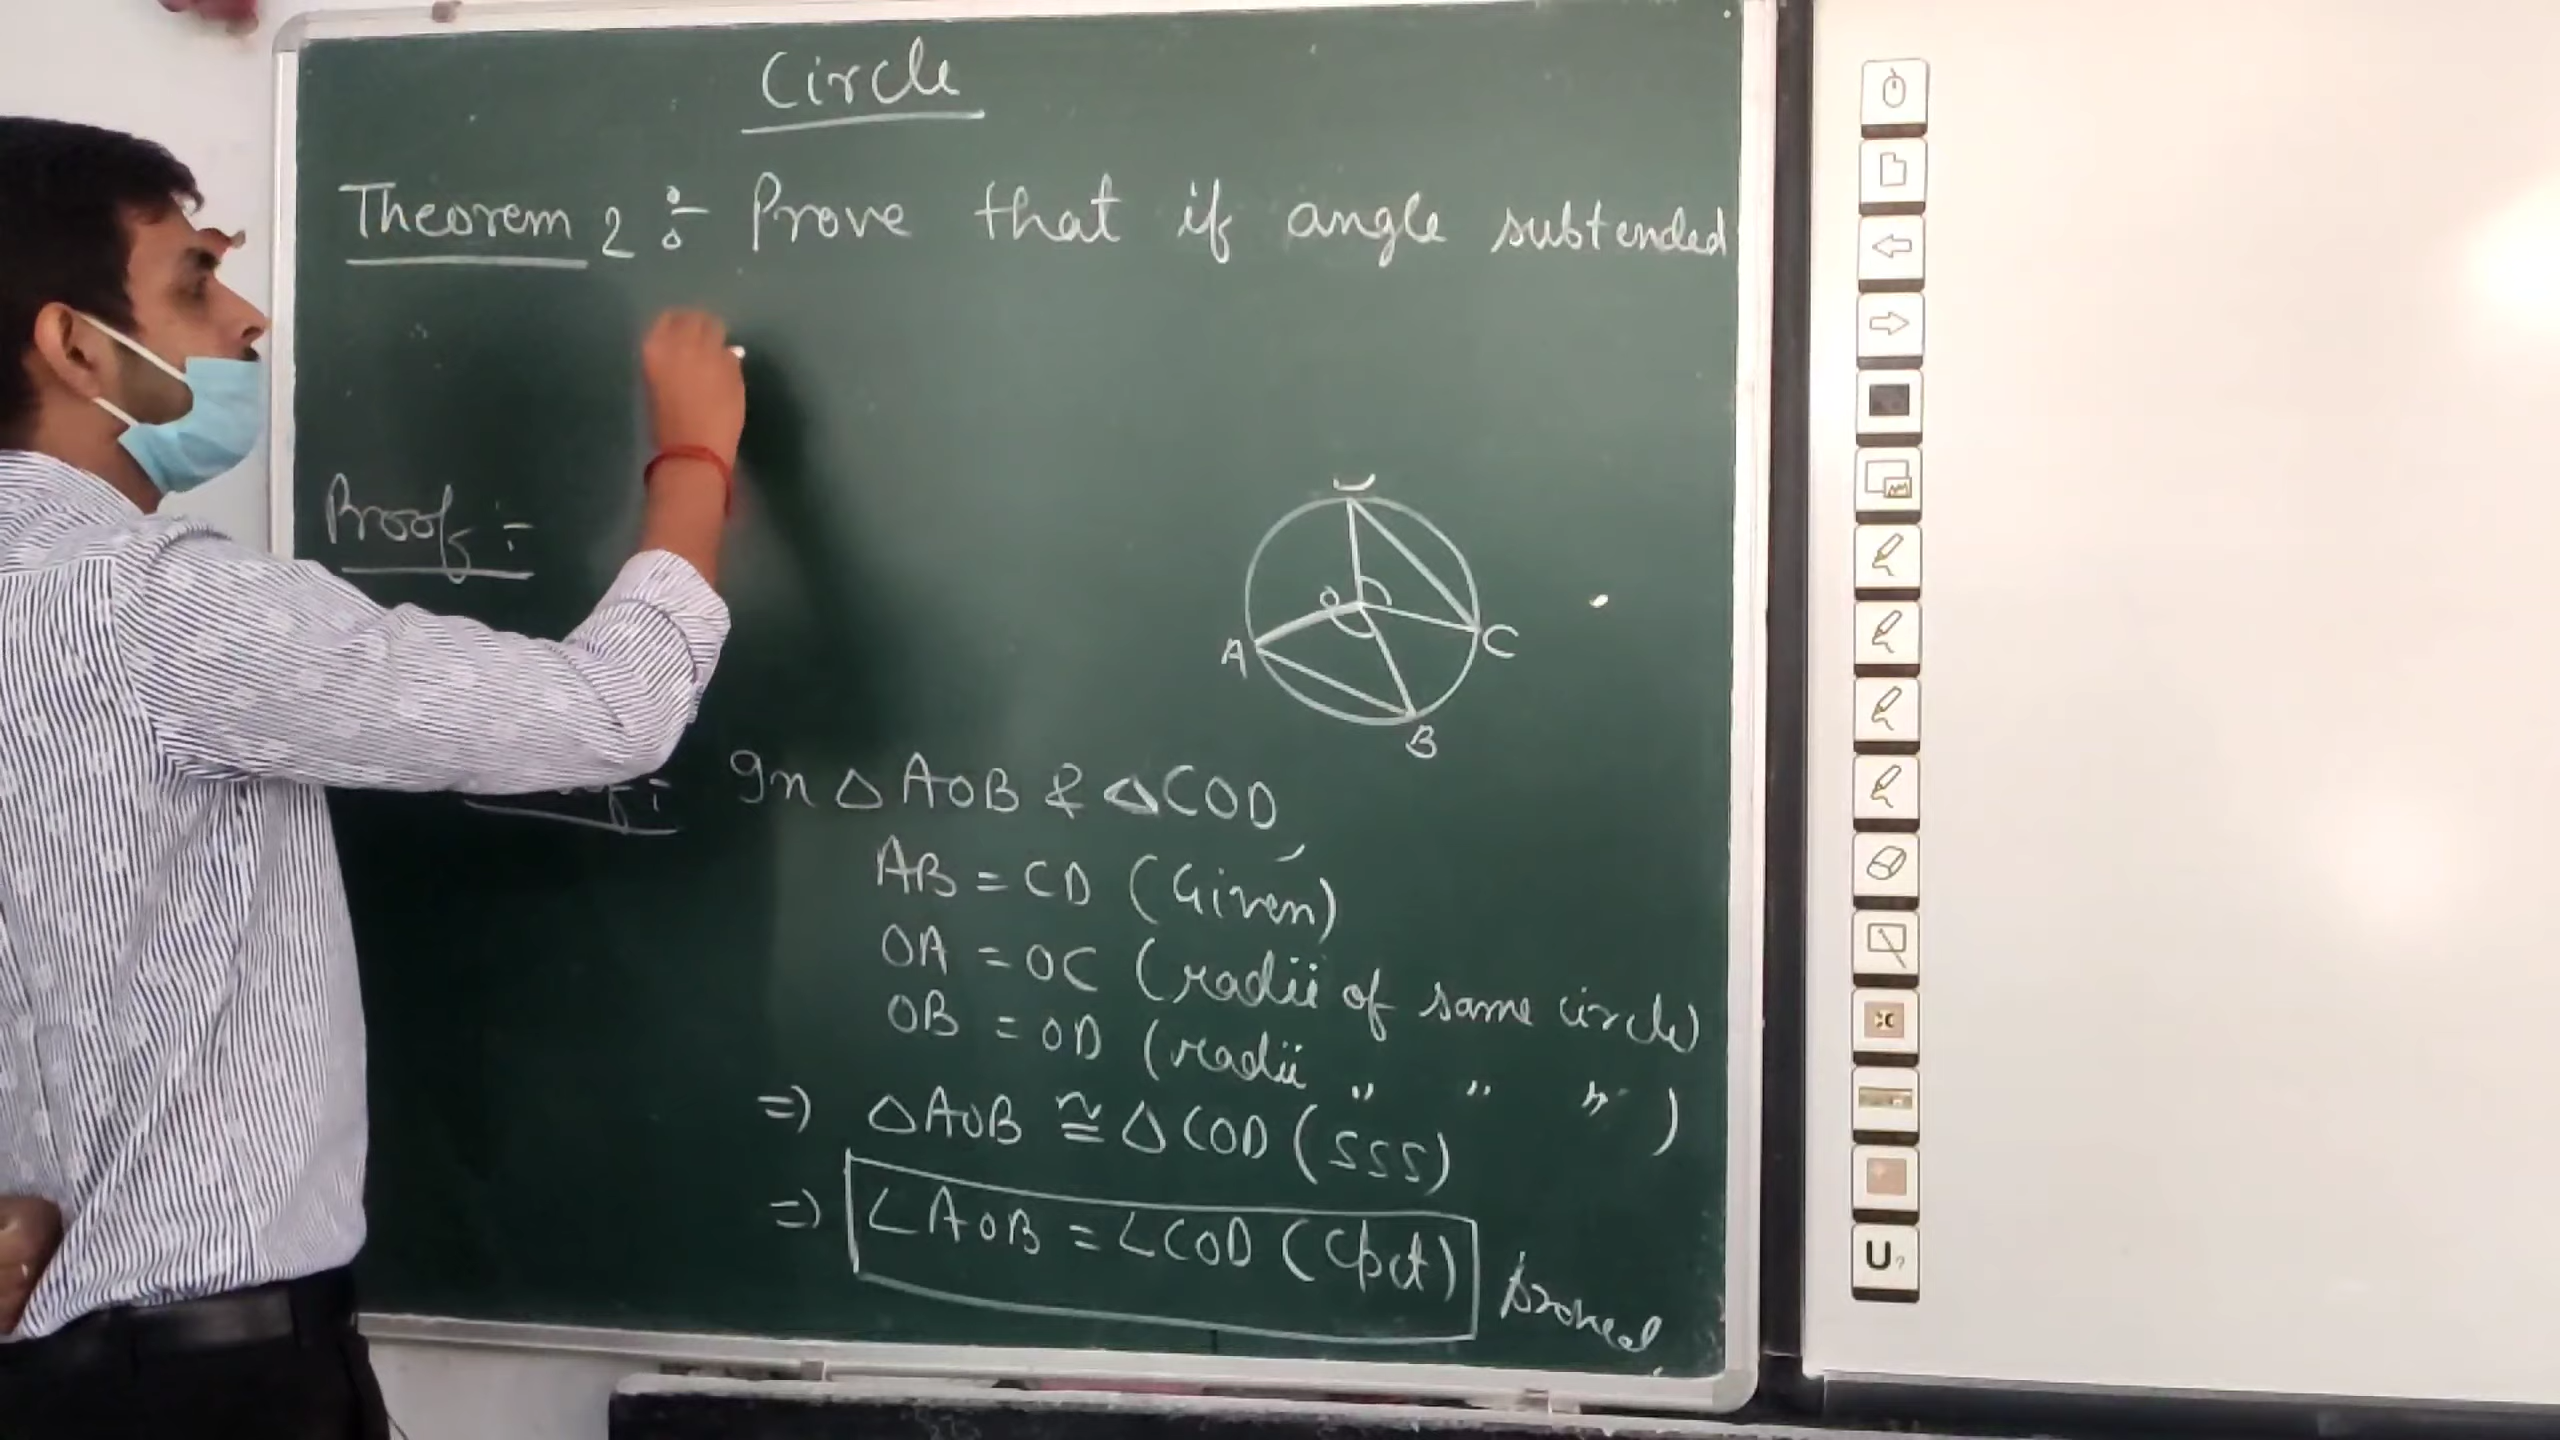 Circle
Theorem 2 ÷ Prove that if angle subtended
Proof :-
O
A
C
B
In △AOB & △COD
AB = CD (Given)
OA = OC (radii of same circle)
OB = OD (radii " " ")
=> △AOB ≅ △COD (SSS)
=> ∠AOB = ∠COD (Cpct) proved
U?